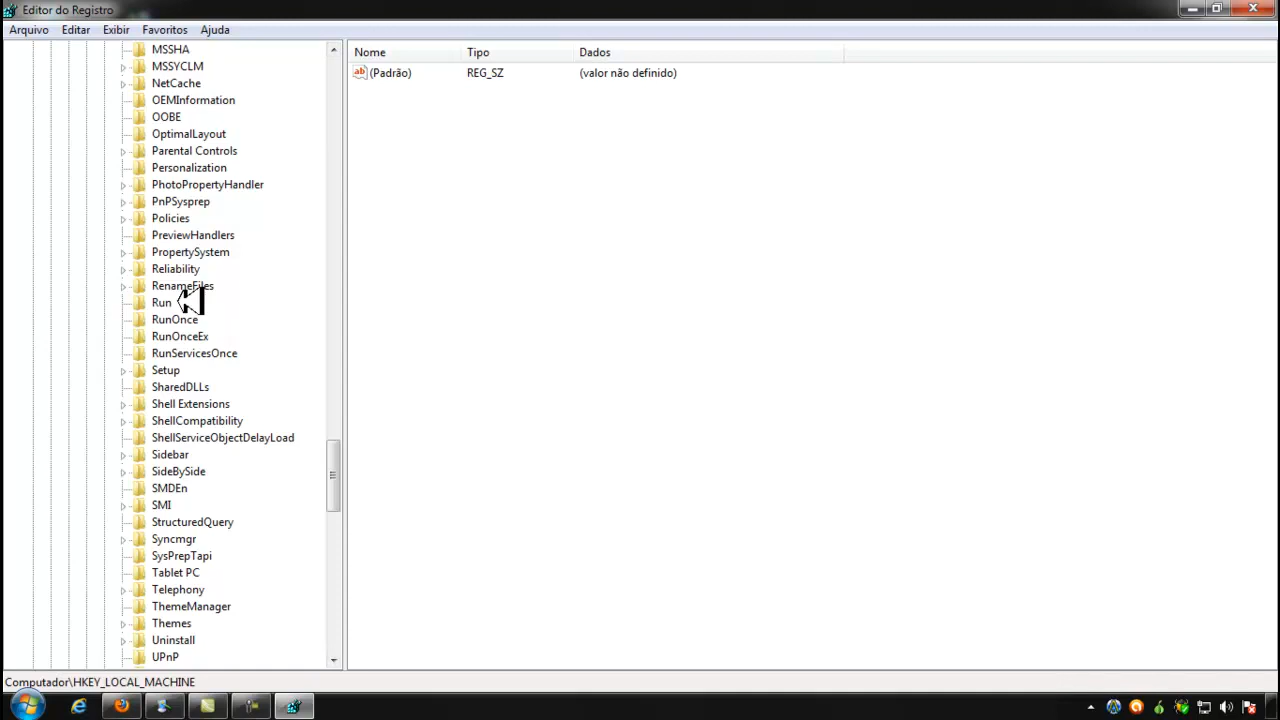 Editor do Registro
Arquivo Editar Exibir Favoritos Ajuda
MSSHA
MSSYCLM
NetCache
OEMInformation
OOBE
OptimalLayout
Parental Controls
Personalization
PhotoPropertyHandler
PnPSysprep
Policies
PreviewHandlers
PropertySystem
Reliability
RenameFiles
Run
RunOnce
RunOnceEx
RunServicesOnce
Setup
SharedDLLs
Shell Extensions
ShellCompatibility
ShellServiceObjectDelayLoad
Sidebar
SideBySide
SMDEn
SMI
StructuredQuery
Syncmgr
SysPrepTapi
Tablet PC
Telephony
ThemeManager
Themes
Uninstall
UPnP
Nome Tipo Dados
ab (Padrão) REG_SZ (valor não definido)
Computador\HKEY_LOCAL_MACHINE